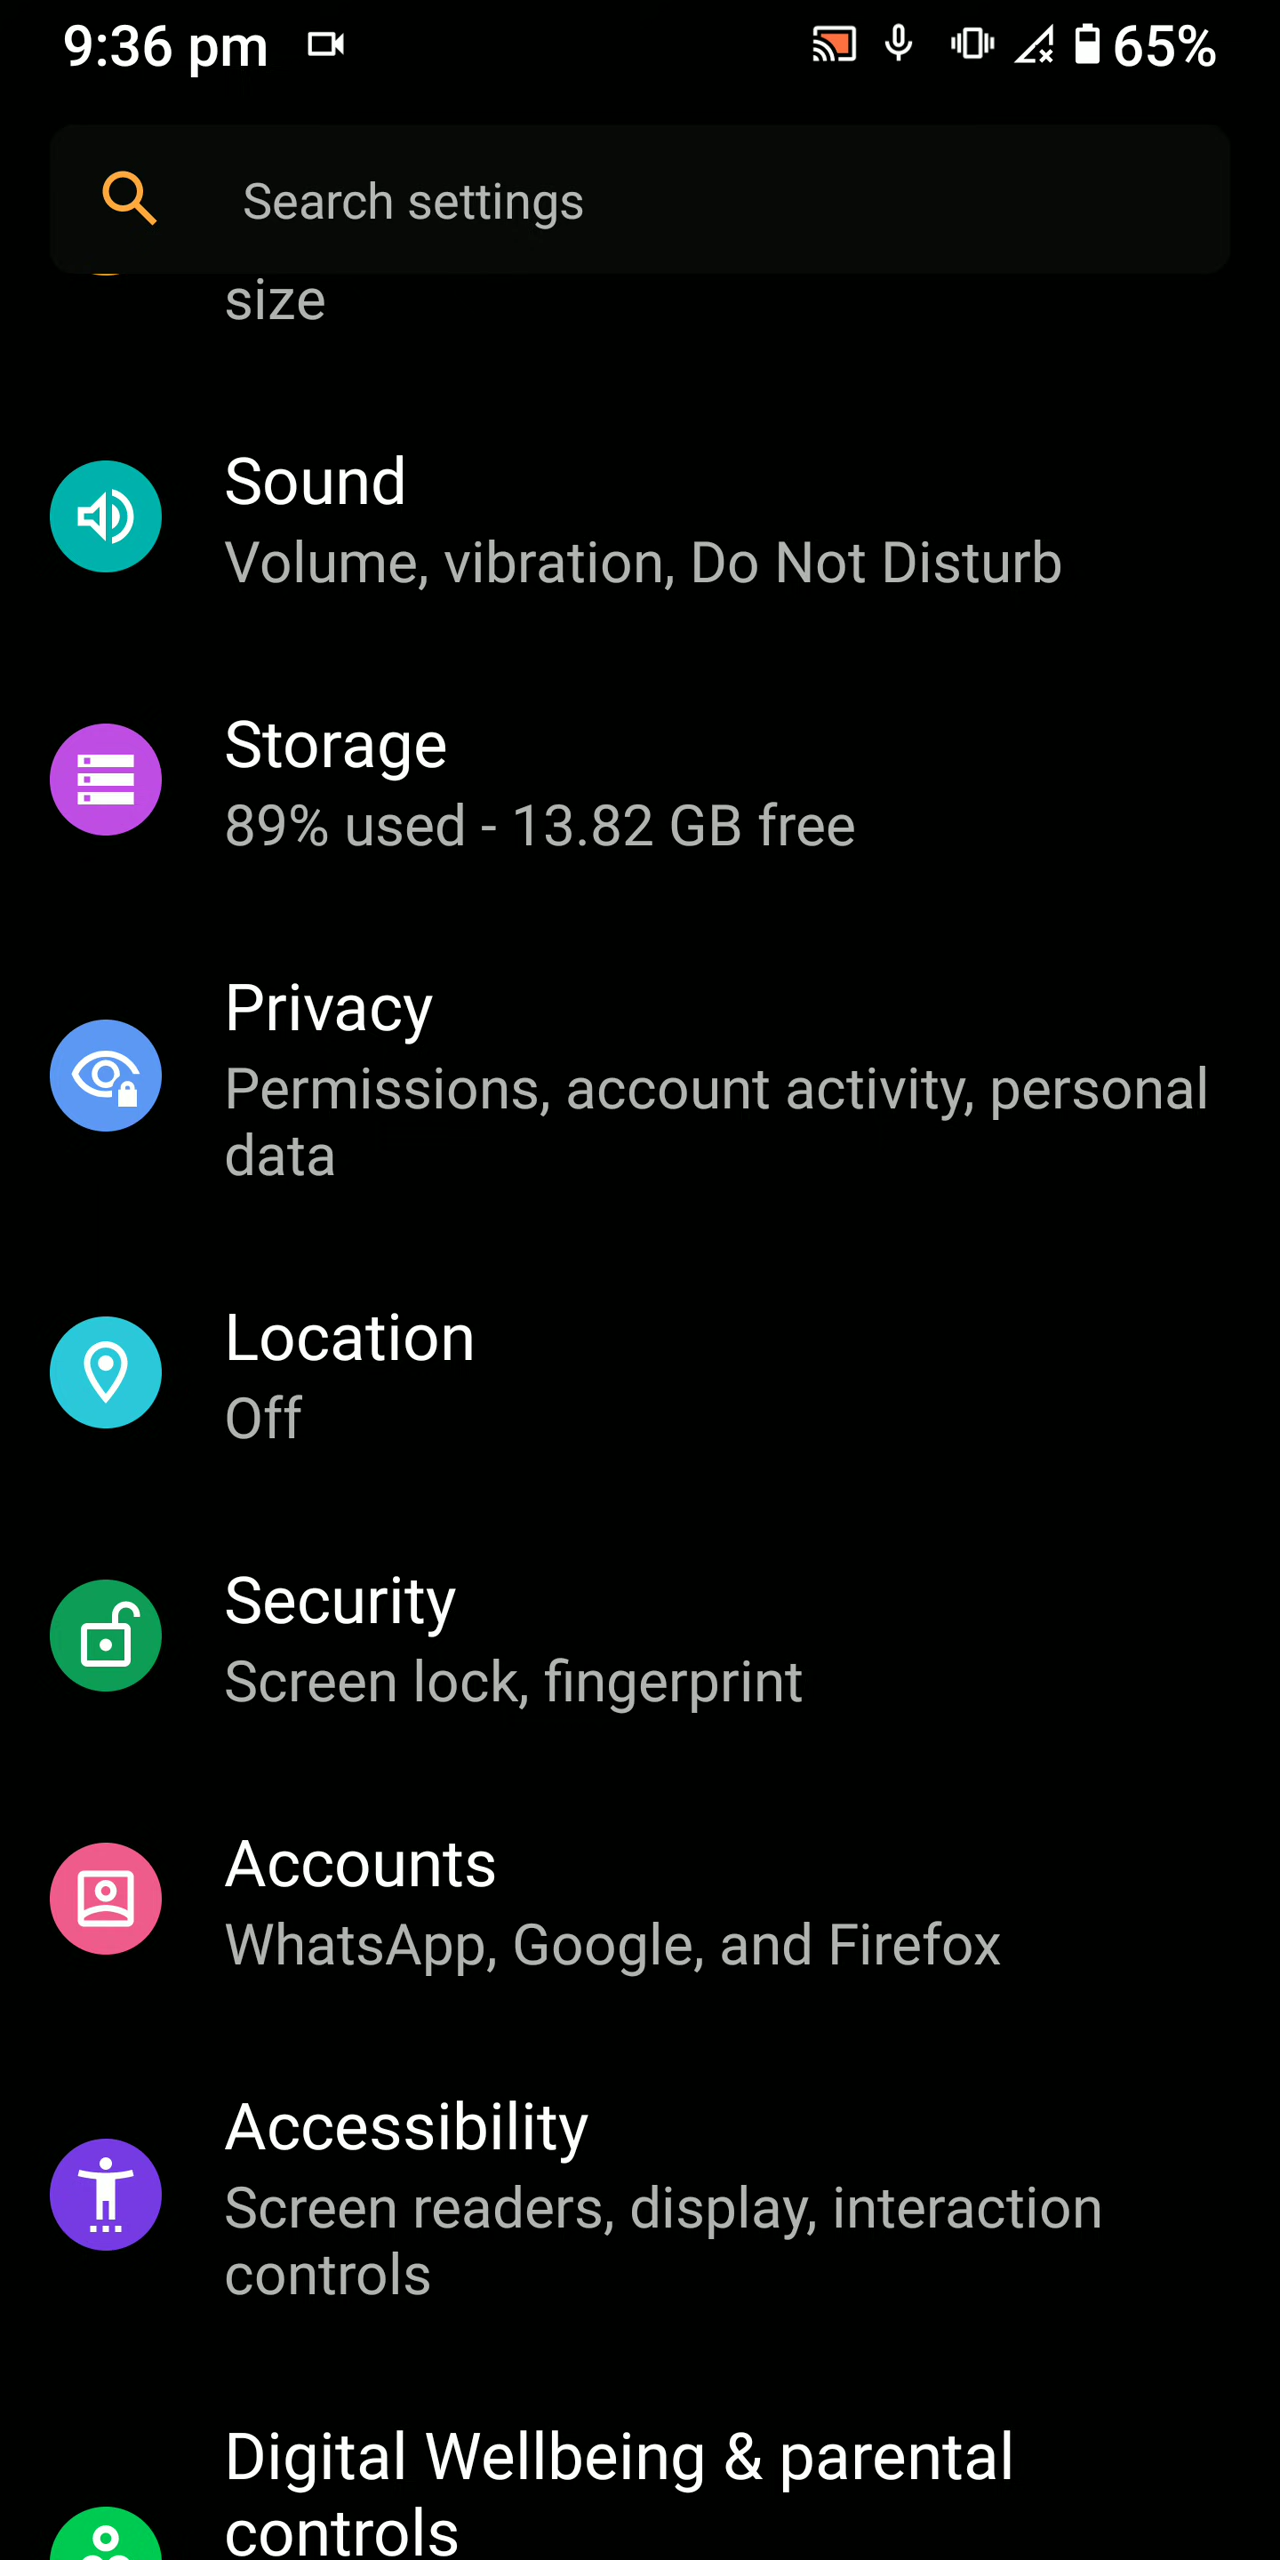 9:36 pm
65%
Search settings
size
Sound
Volume, vibration, Do Not Disturb
Storage
89% used - 13.82 GB free
Privacy
Permissions, account activity, personal
data
Location
Off
Security
Screen lock, fingerprint
Accounts
WhatsApp, Google, and Firefox
Accessibility
Screen readers, display, interaction
controls
Digital Wellbeing & parental
controls